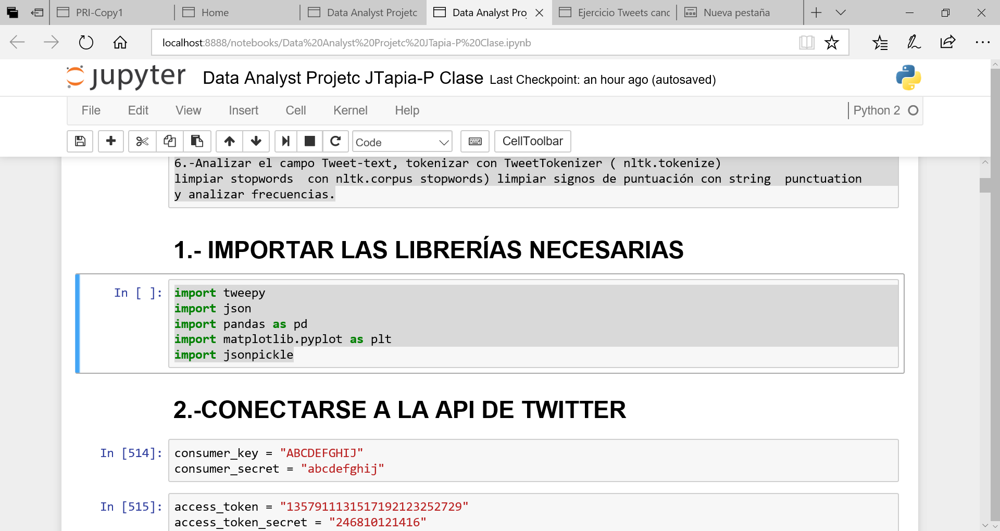 PRI-Copy1
Home
Data Analyst Projetc
Data Analyst Pro
Ejercicio Tweets canc
Nueva pestaña
localhost:8888/notebooks/Data%20Analyst%20Projetc%20JTapia-P%20Clase.ipynb
jupyter Data Analyst Projetc JTapia-P Clase Last Checkpoint: an hour ago (autosaved)
File Edit View Insert Cell Kernel Help Python 2
Code CellToolbar
6.-Analizar el campo Tweet-text, tokenizar con TweetTokenizer ( nltk.tokenize)
limpiar stopwords  con nltk.corpus stopwords) limpiar signos de puntuación con string  punctuation
y analizar frecuencias.
1.- IMPORTAR LAS LIBRERÍAS NECESARIAS
In [ ]: import tweepy
import json
import pandas as pd
import matplotlib.pyplot as plt
import jsonpickle
2.-CONECTARSE A LA API DE TWITTER
In [514]: consumer_key = "ABCDEFGHIJ"
consumer_secret = "abcdefghij"
In [515]: access_token = "1357911131517192123252729"
access_token_secret = "246810121416"